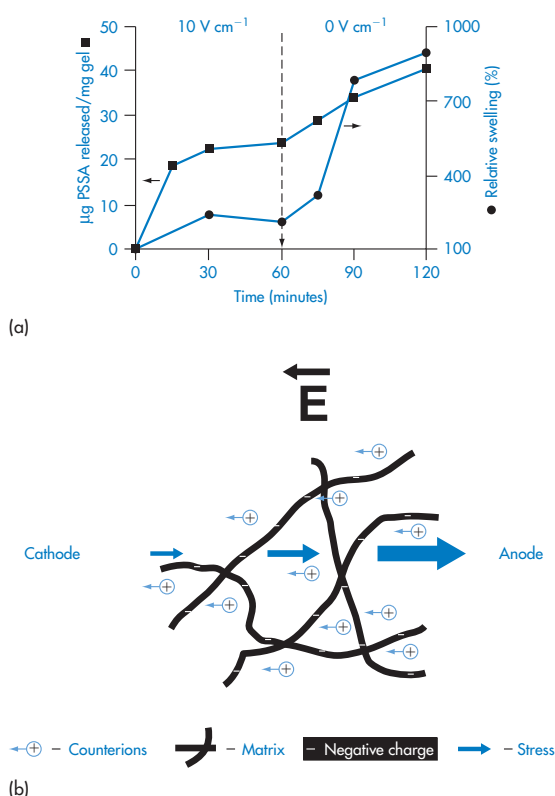 10 V cm⁻¹ 0 V cm⁻¹
µg PSSA released/mg gel
50
40
30
20
10
0
1000
700
400
100
Relative swelling (%)
0 30 60 90 120
Time (minutes)
(a)
E
Cathode Anode
+ – Counterions – Matrix – Negative charge – Stress
(b)